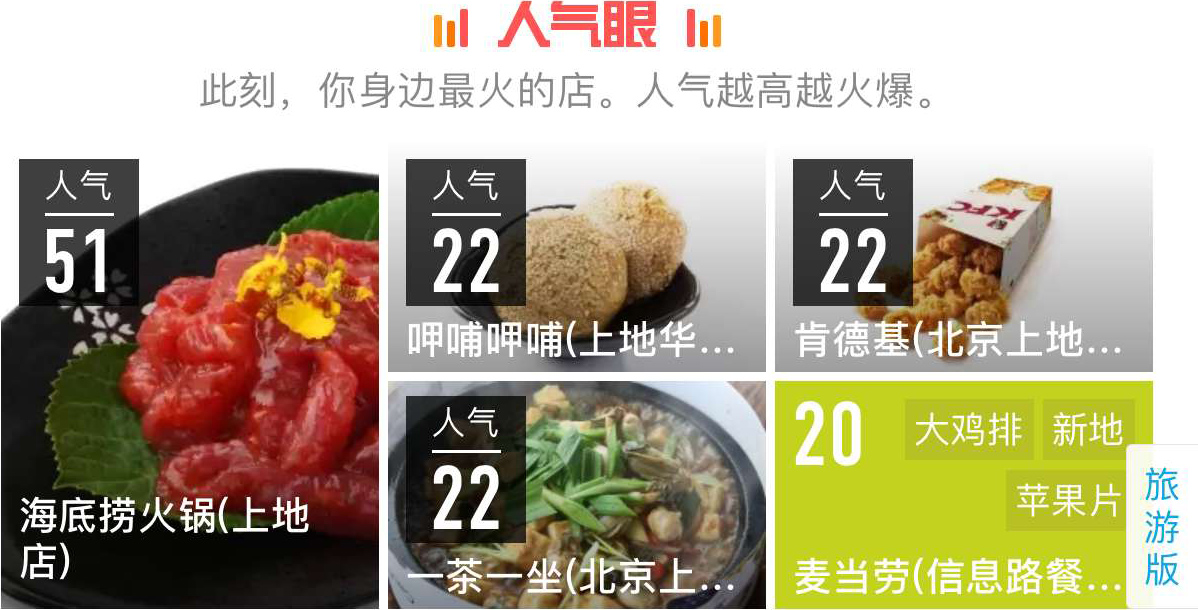 人气眼
此刻，你身边最火的店。人气越高越火爆。
人气
51
海底捞火锅(上地
店)
人气
22
呷哺呷哺(上地华...
人气
22
KFC
肯德基(北京上地...
人气
22
一茶一坐(北京上...
20
大鸡排
新地
苹果片
麦当劳(信息路餐...
旅
游
版